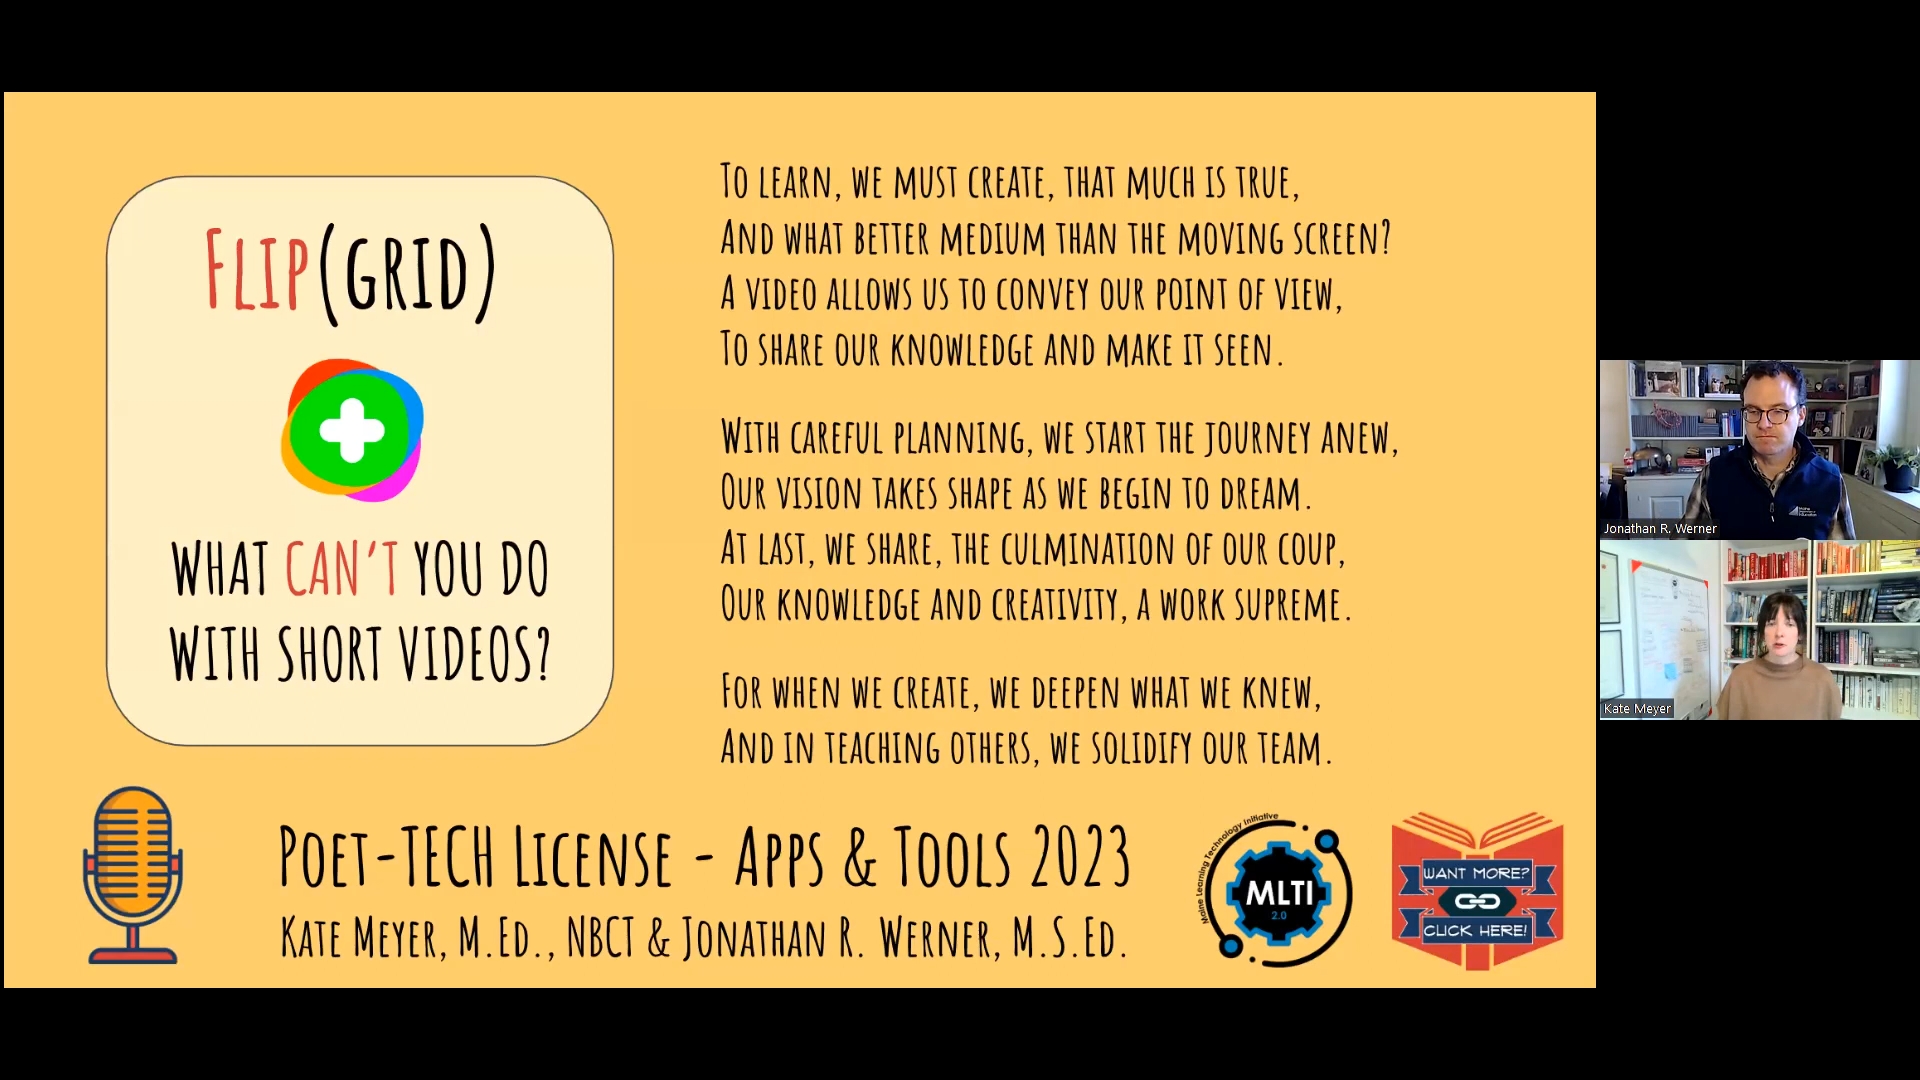 Flip(grid)
WHAT CAN'T YOU DO
WITH SHORT VIDEOS?
To learn, we must create, that much is true,
And what better medium than the moving screen?
A video allows us to convey our point of view,
To share our knowledge and make it seen.
With careful planning, we start the journey anew,
Our vision takes shape as we begin to dream.
At last, we share, the culmination of our coup,
Our knowledge and creativity, a work supreme.
For when we create, we deepen what we knew,
And in teaching others, we solidify our team.
Poet-TECH License - Apps & Tools 2023
Kate Meyer, M.Ed., NBCT & Jonathan R. Werner, M.S.Ed.
Maine Learning Technology Initiative
MLTI
2.0
WANT MORE?
CLICK HERE!
Jonathan R. Werner
Kate Meyer